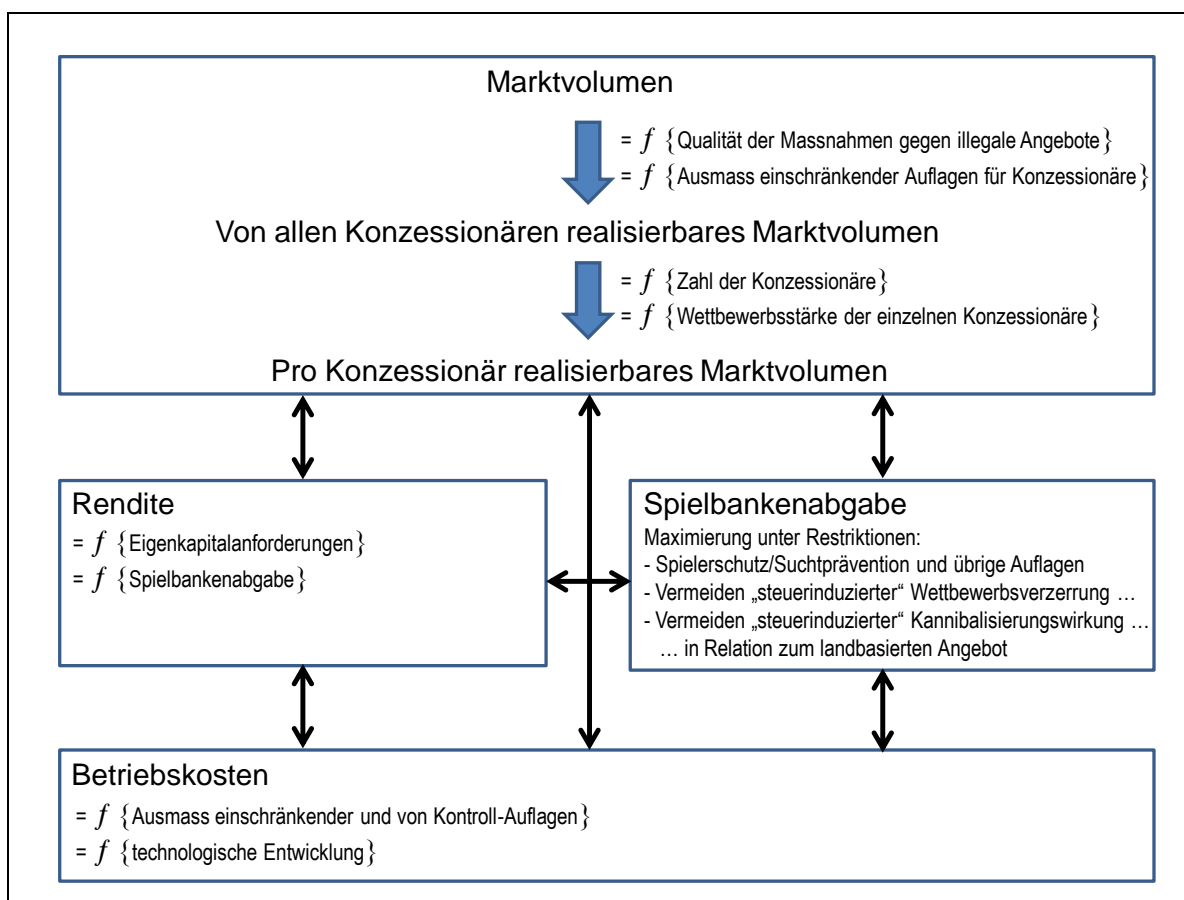 Marktvolumen
= f {Qualität der Massnahmen gegen illegale Angebote}
= f {Ausmass einschränkender Auflagen für Konzessionäre}
Von allen Konzessionären realisierbares Marktvolumen
= f {Zahl der Konzessionäre}
= f {Wettbewerbsstärke der einzelnen Konzessionäre}
Pro Konzessionär realisierbares Marktvolumen
Rendite
= f {Eigenkapitalanforderungen}
= f {Spielbankenabgabe}
Spielbankenabgabe
Maximierung unter Restriktionen:
- Spielerschutz/Suchtprävention und übrige Auflagen
- Vermeiden „steuerinduzierter“ Wettbewerbsverzerrung …
- Vermeiden „steuerinduzierter“ Kannibalisierungswirkung …
… in Relation zum landbasierten Angebot
Betriebskosten
= f {Ausmass einschränkender und von Kontroll-Auflagen}
= f {technologische Entwicklung}